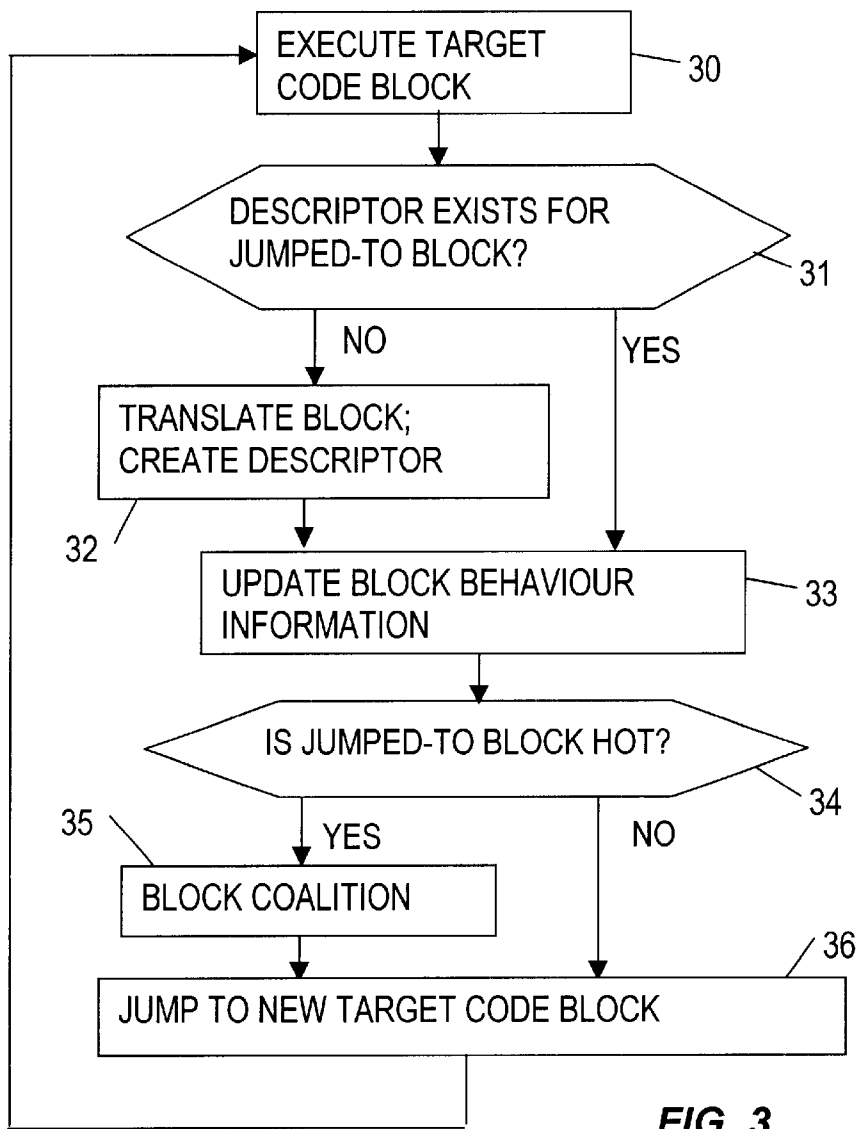 EXECUTE TARGET
CODE BLOCK
30
DESCRIPTOR EXISTS FOR
JUMPED-TO BLOCK?
31
NO
YES
TRANSLATE BLOCK;
CREATE DESCRIPTOR
32
UPDATE BLOCK BEHAVIOUR
INFORMATION
33
IS JUMPED-TO BLOCK HOT?
34
35
YES
NO
BLOCK COALITION
36
JUMP TO NEW TARGET CODE BLOCK
FIG. 3